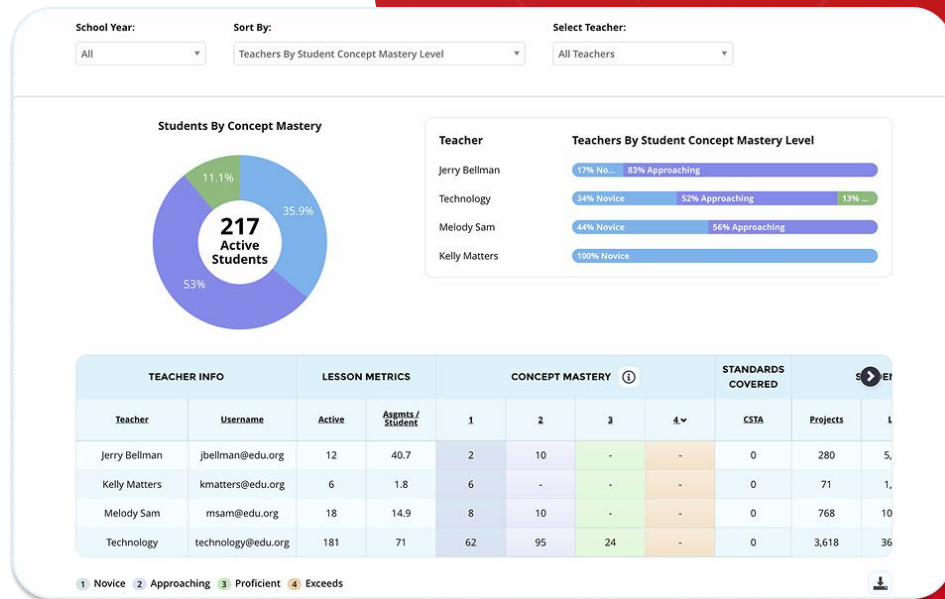 School Year: Sort By: Select Teacher:
All Teachers By Student Concept Mastery Level All Teachers
Students By Concept Mastery
11.1%
35.9%
217
Active
Students
53%
Teacher Teachers By Student Concept Mastery Level
Jerry Bellman 17% No... 83% Approaching
Technology 34% Novice 52% Approaching 13% ...
Melody Sam 44% Novice 56% Approaching
Kelly Matters 100% Novice
TEACHER INFO LESSON METRICS CONCEPT MASTERY STANDARDS COVERED
Teacher Username Active Asgmts / Student 1 2 3 4 CSTA Projects
Jerry Bellman jbellman@edu.org 12 40.7 2 10 - - 0 280 5,
Kelly Matters kmatters@edu.org 6 1.8 6 - - - 0 71 1,
Melody Sam msam@edu.org 18 14.9 8 10 - - 0 768 10
Technology technology@edu.org 181 71 62 95 24 - 0 3,618 36
1 Novice 2 Approaching 3 Proficient 4 Exceeds